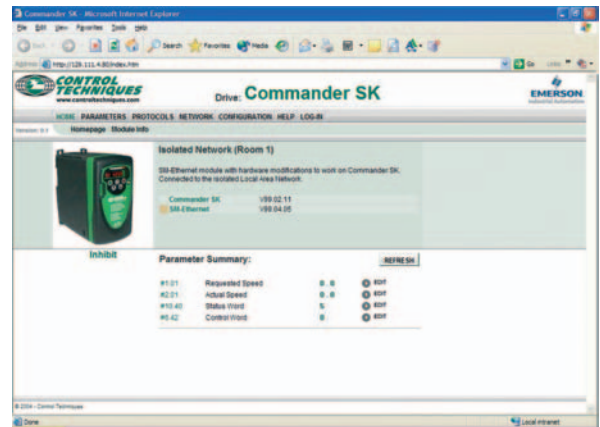 Commander SK - Microsoft Internet Explorer
File Edit View Favorites Tools Help
Search Favorites Media
Address http://129.111.4.80/index.htm Go Links
CONTROL
TECHNIQUES
www.controltechniques.com
Drive: Commander SK
EMERSON
Industrial Automation
HOME PARAMETERS PROTOCOLS NETWORK CONFIGURATION HELP LOG-IN
Homepage Module Info
Isolated Network (Room 1)
SM-Ethernet module with hardware modifications to work on Commander SK.
Connected to the isolated Local Area Network.
Commander SK V99.02.11
SM-Ethernet V99.04.05
Inhibit
Parameter Summary:
REFRESH
#1.01 Requested Speed 0.0 EDIT
#2.01 Actual Speed 0.0 EDIT
#10.40 Status Word EDIT
#6.42 Control Word EDIT
© 2004 - Control Techniques
Done
Local intranet